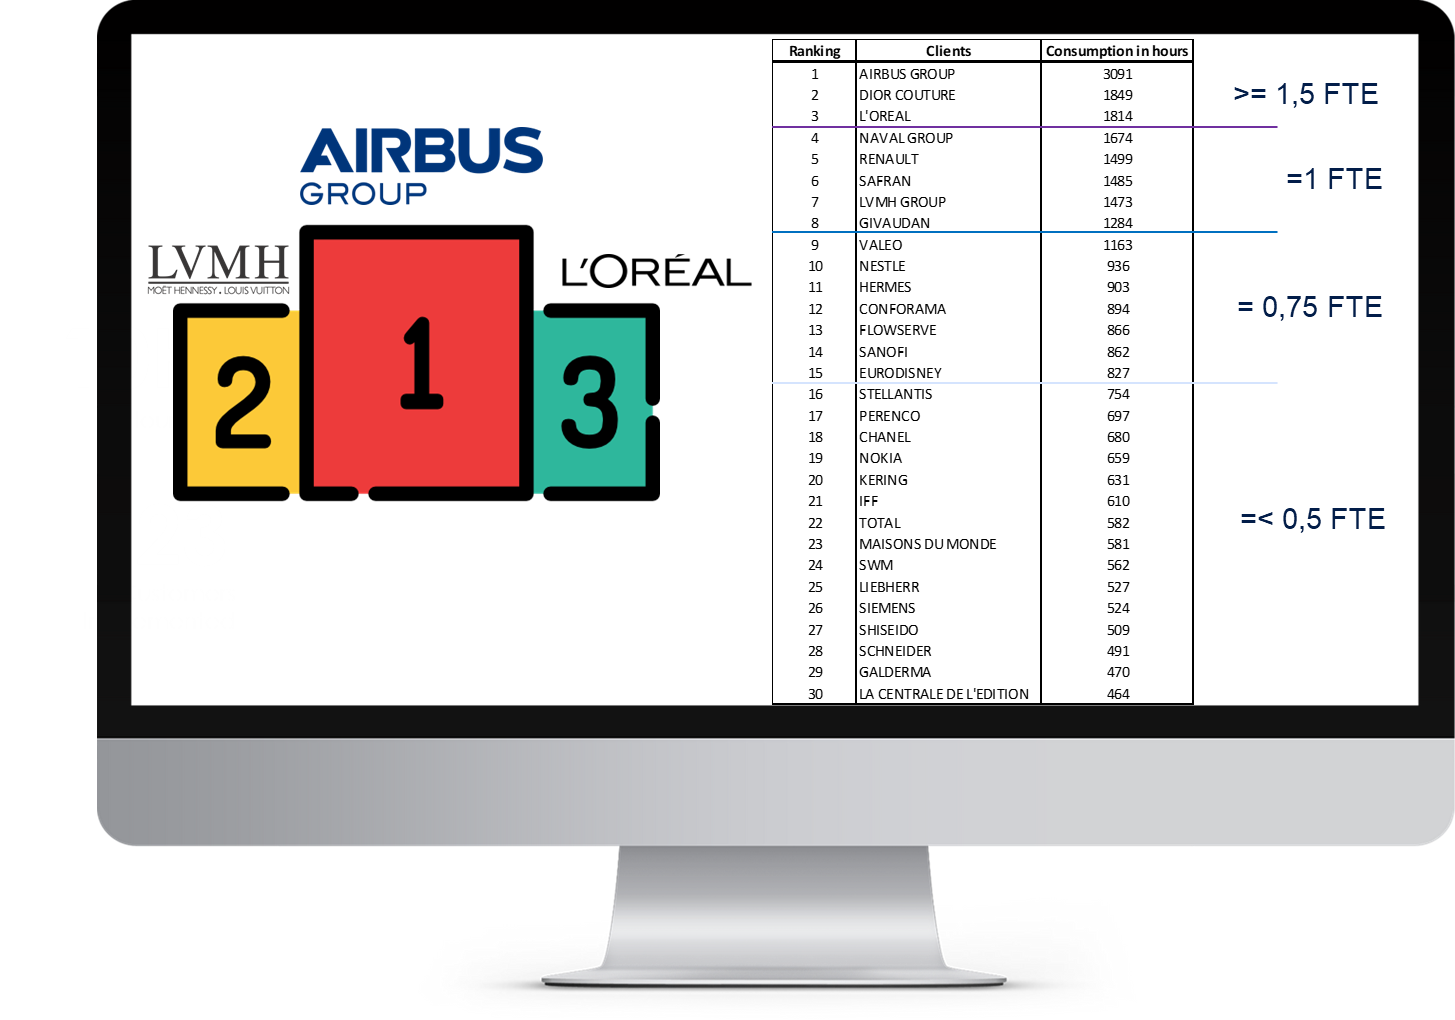 AIRBUS
GROUP
LVMH
MOËT HENNESSY . LOUIS VUITTON
L'ORÉAL
2
1
3
Ranking Clients Consumption in hours
1 AIRBUS GROUP 3091
2 DIOR COUTURE 1849
3 L'OREAL 1814
>= 1,5 FTE
4 NAVAL GROUP 1674
5 RENAULT 1499
6 SAFRAN 1485
7 LVMH GROUP 1473
8 GIVAUDAN 1284
=1 FTE
9 VALEO 1163
10 NESTLE 936
11 HERMES 903
12 CONFORAMA 894
13 FLOWSERVE 866
14 SANOFI 862
15 EURODISNEY 827
= 0,75 FTE
16 STELLANTIS 754
17 PERENCO 697
18 CHANEL 680
19 NOKIA 659
20 KERING 631
21 IFF 610
22 TOTAL 582
23 MAISONS DU MONDE 581
24 SWM 562
25 LIEBHERR 527
26 SIEMENS 524
27 SHISEIDO 509
28 SCHNEIDER 491
29 GALDERMA 470
30 LA CENTRALE DE L'EDITION 464
=< 0,5 FTE